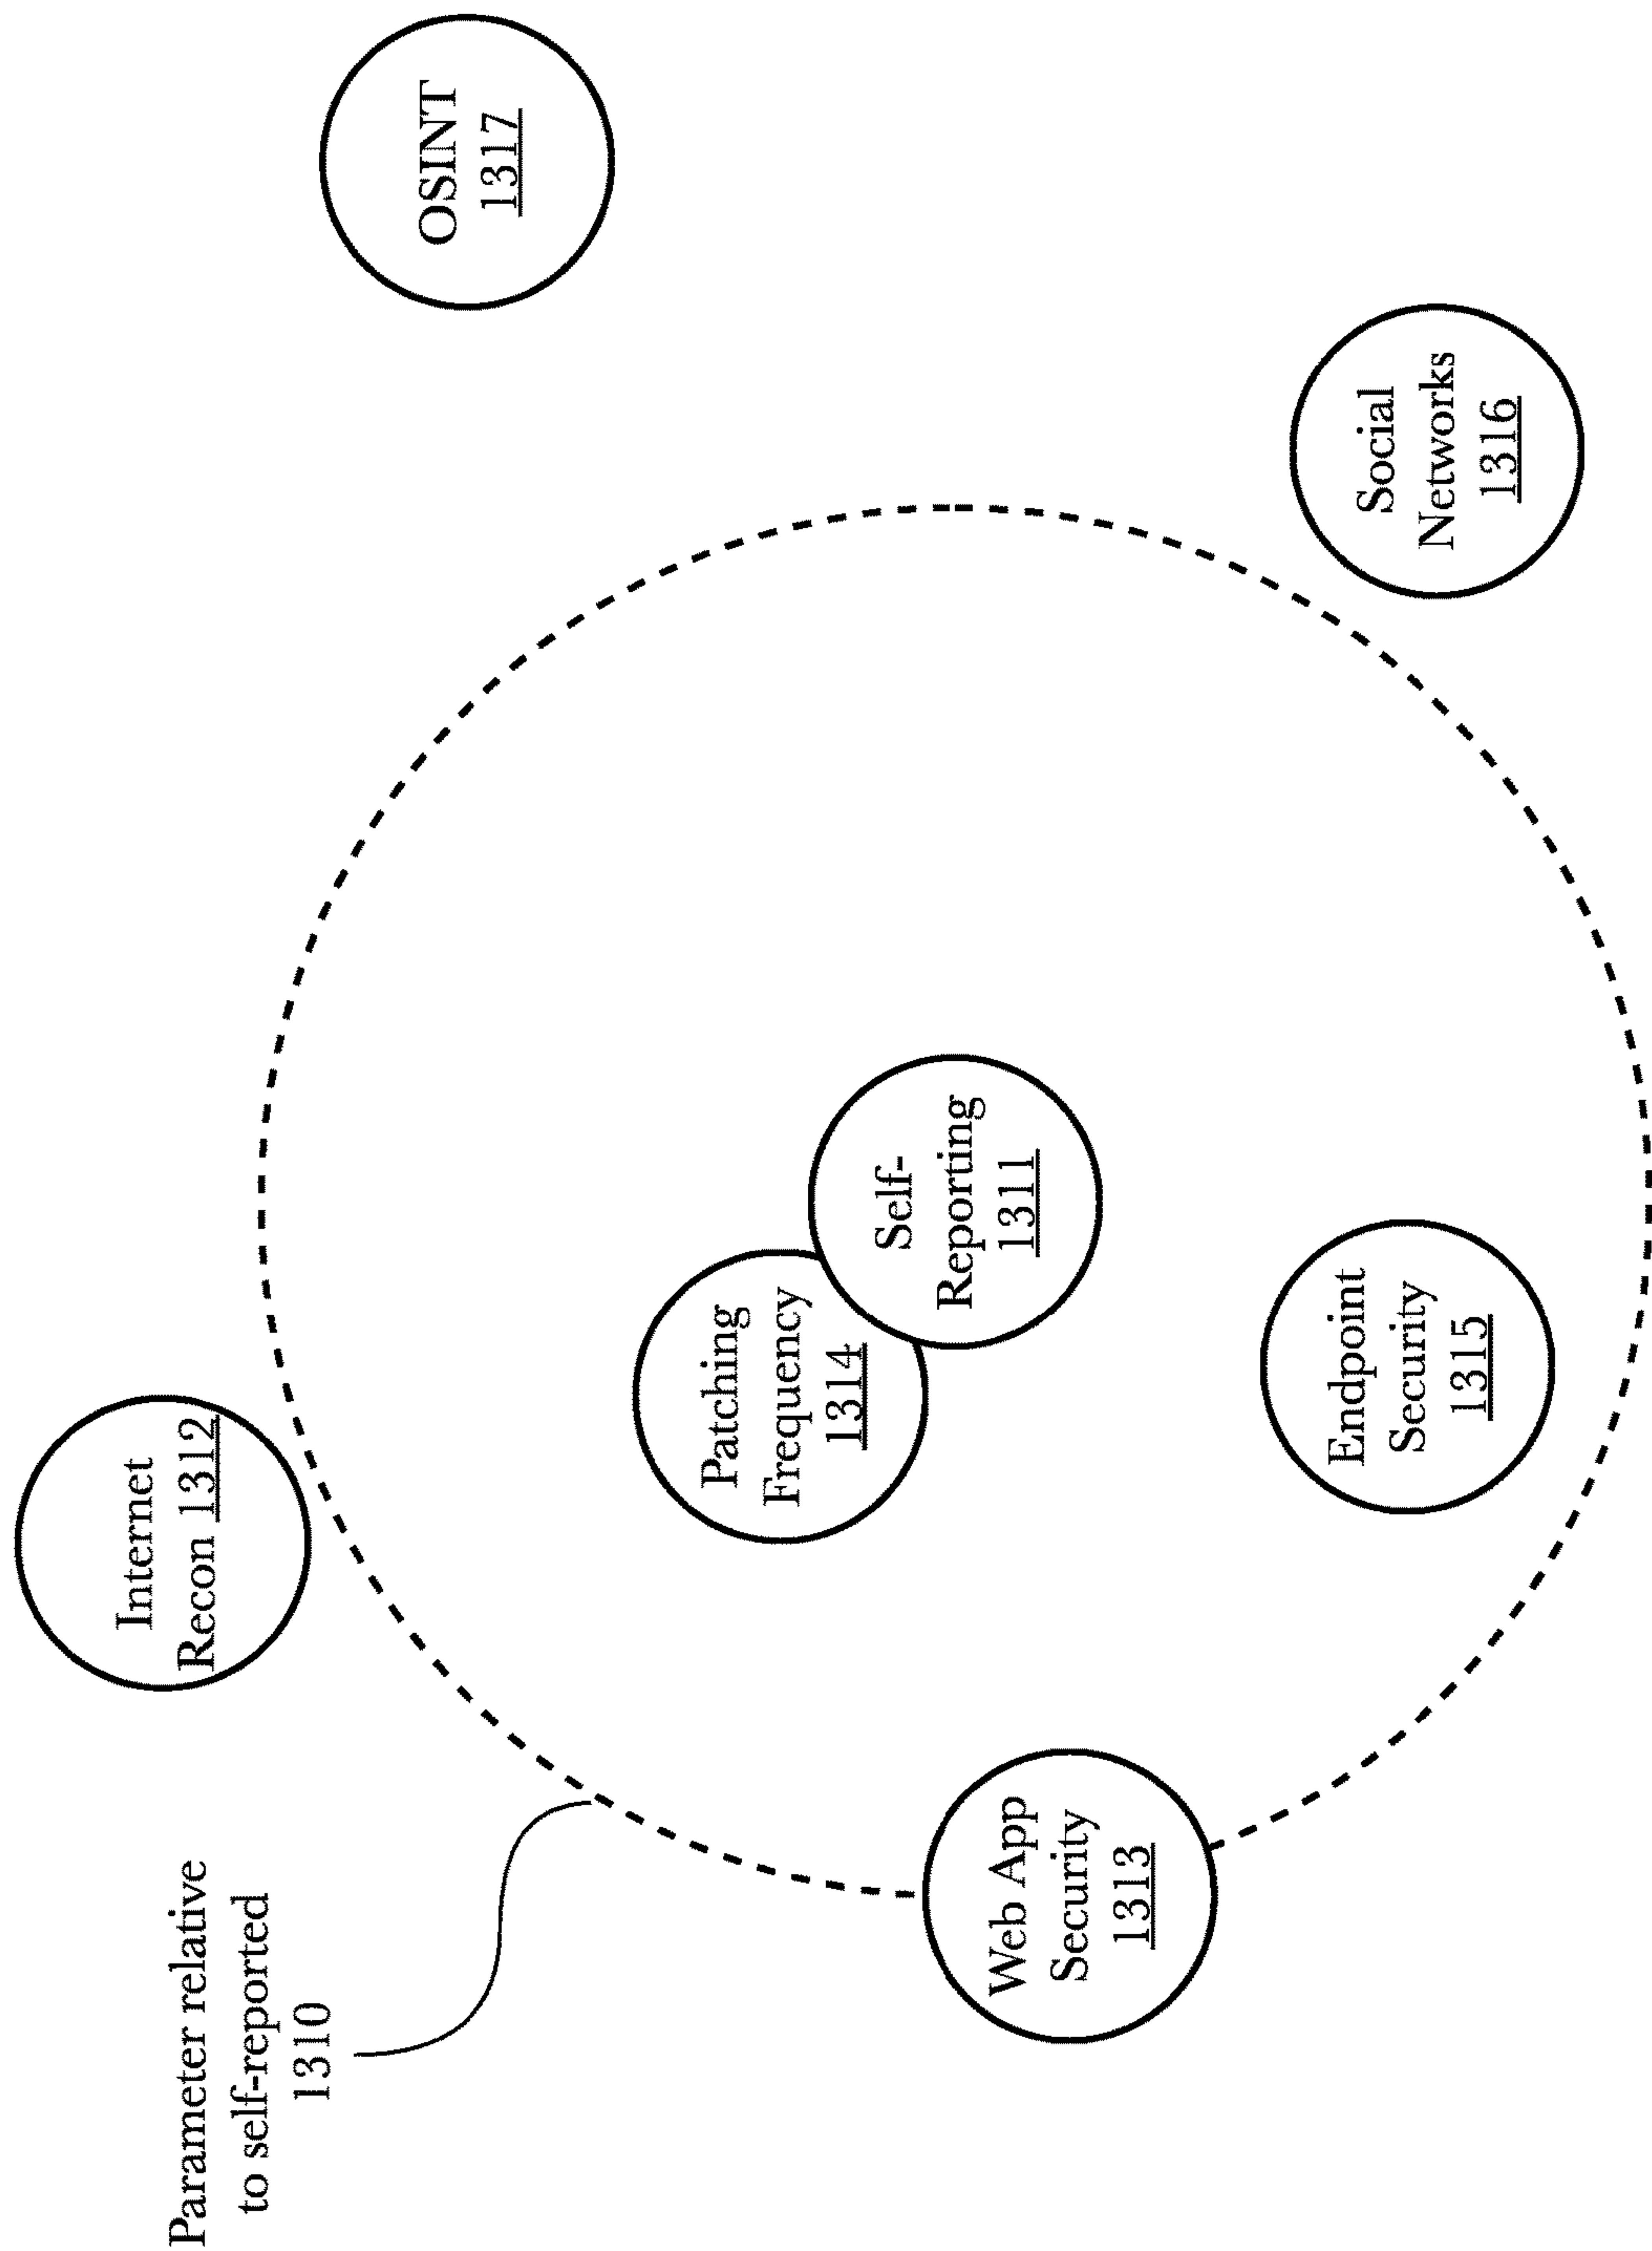 Parameter relative
to self-reported
1310
Internet
Recon 1312
OSINT
1317
Patching
Frequency
1314
Self-
Reporting
1311
Web App
Security
1313
Endpoint
Security
1315
Social
Networks
1316